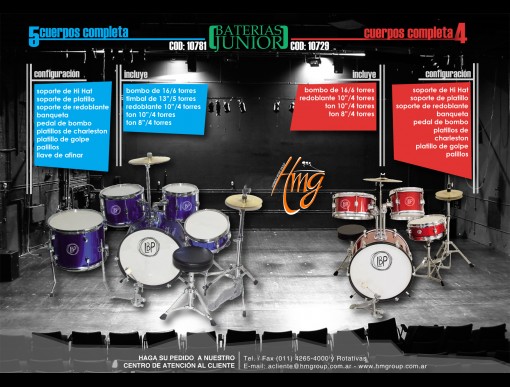 5 cuerpos completa
COD: 10781
BATERIAS
JUNIOR
COD: 10729
cuerpos completa 4
configuración
soporte de Hi Hat
soporte de platillo
soporte de redoblante
banqueta
pedal de bombo
platillos de charleston
platillo de golpe
palillos
llave de afinar
incluye
bombo de 16/6 torres
timbal de 13"/5 torres
redoblante 10"/4 torres
ton 10"/4 torres
ton 8"/4 torres
incluye
bombo de 16/6 torres
redoblante 10"/4 torres
ton 10"/4 torres
ton 8"/4 torres
configuración
soporte de Hi Hat
soporte de platillo
soporte de redoblante
banqueta
pedal de bombo
platillos de
charleston
platillo de golpe
palillos
Hmg
BP
BP
HAGA SU PEDIDO A NUESTRO
CENTRO DE ATENCIÓN AL CLIENTE
Tel. / Fax (011) 4265-4000 y Rotativas
E-mail: acliente@hmgroup.com.ar - www.hmgroup.com.ar